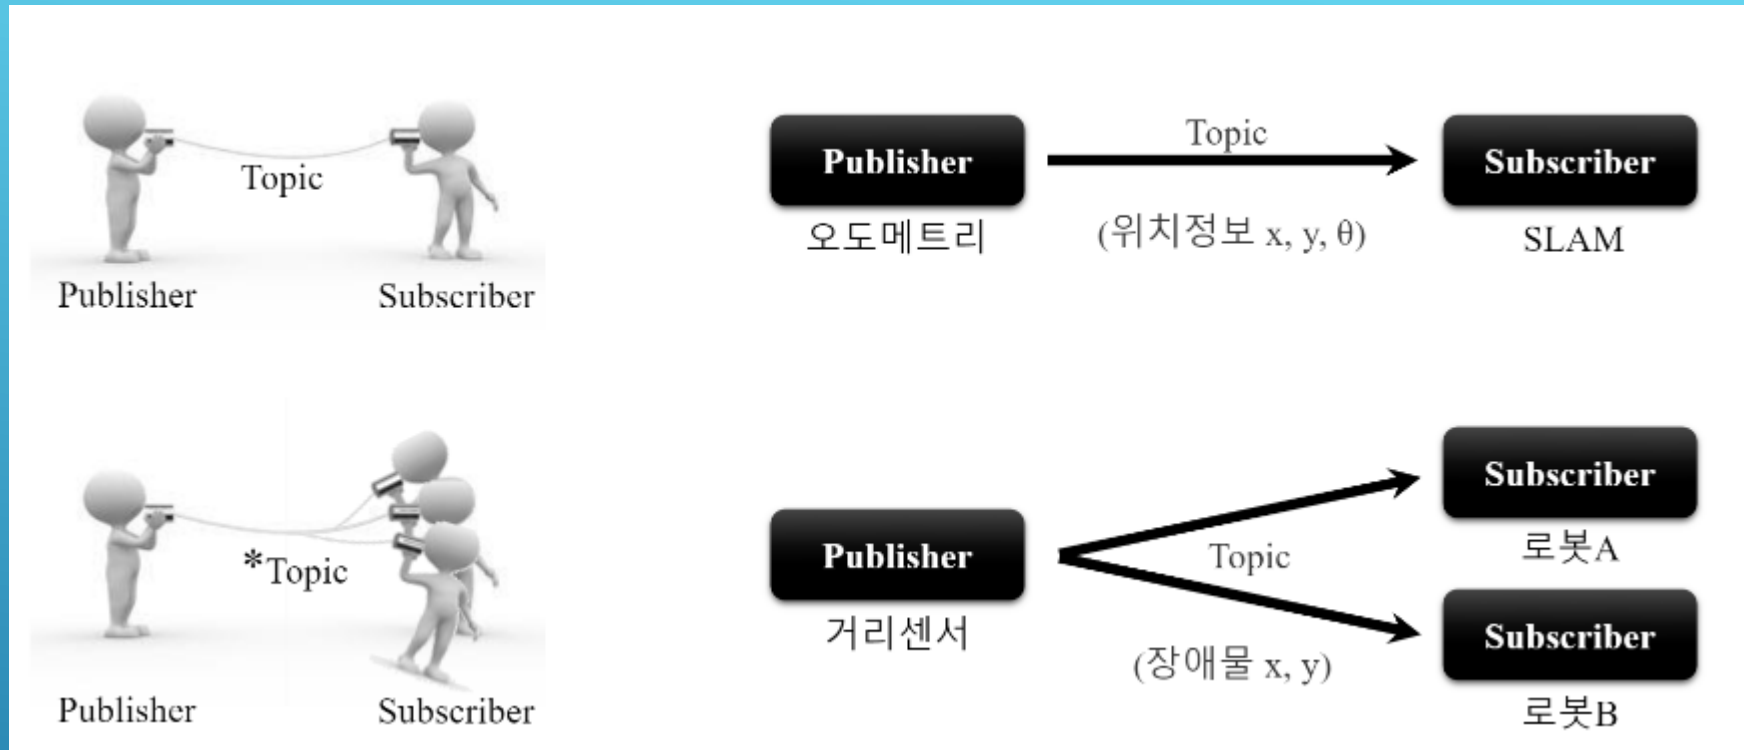 Topic
Publisher
Subscriber
Publisher
오도메트리
Topic
(위치정보 x, y, θ)
Subscriber
SLAM
*Topic
Publisher
Subscriber
Publisher
거리센서
Topic
(장애물 x, y)
Subscriber
로봇A
Subscriber
로봇B